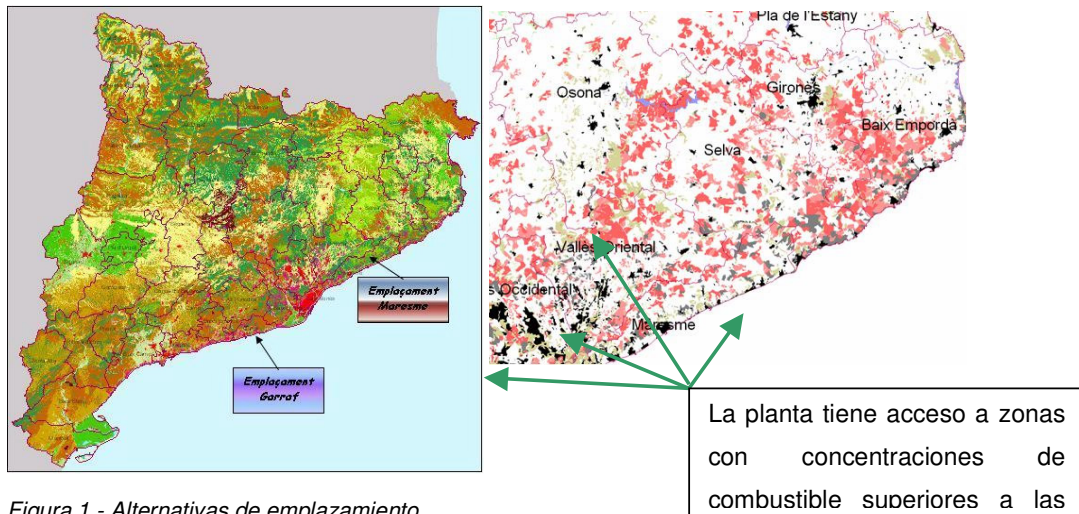 Emplaçament
Maresme
Emplaçament
Garraf
Pla de l'Estany
Osona
Gironès
Baix Empordà
Selva
Vallès Oriental
s Occidental
Maresme
La planta tiene acceso a zonas
con concentraciones de
combustible superiores a las
Figura 1 - Alternativas de emplazamiento